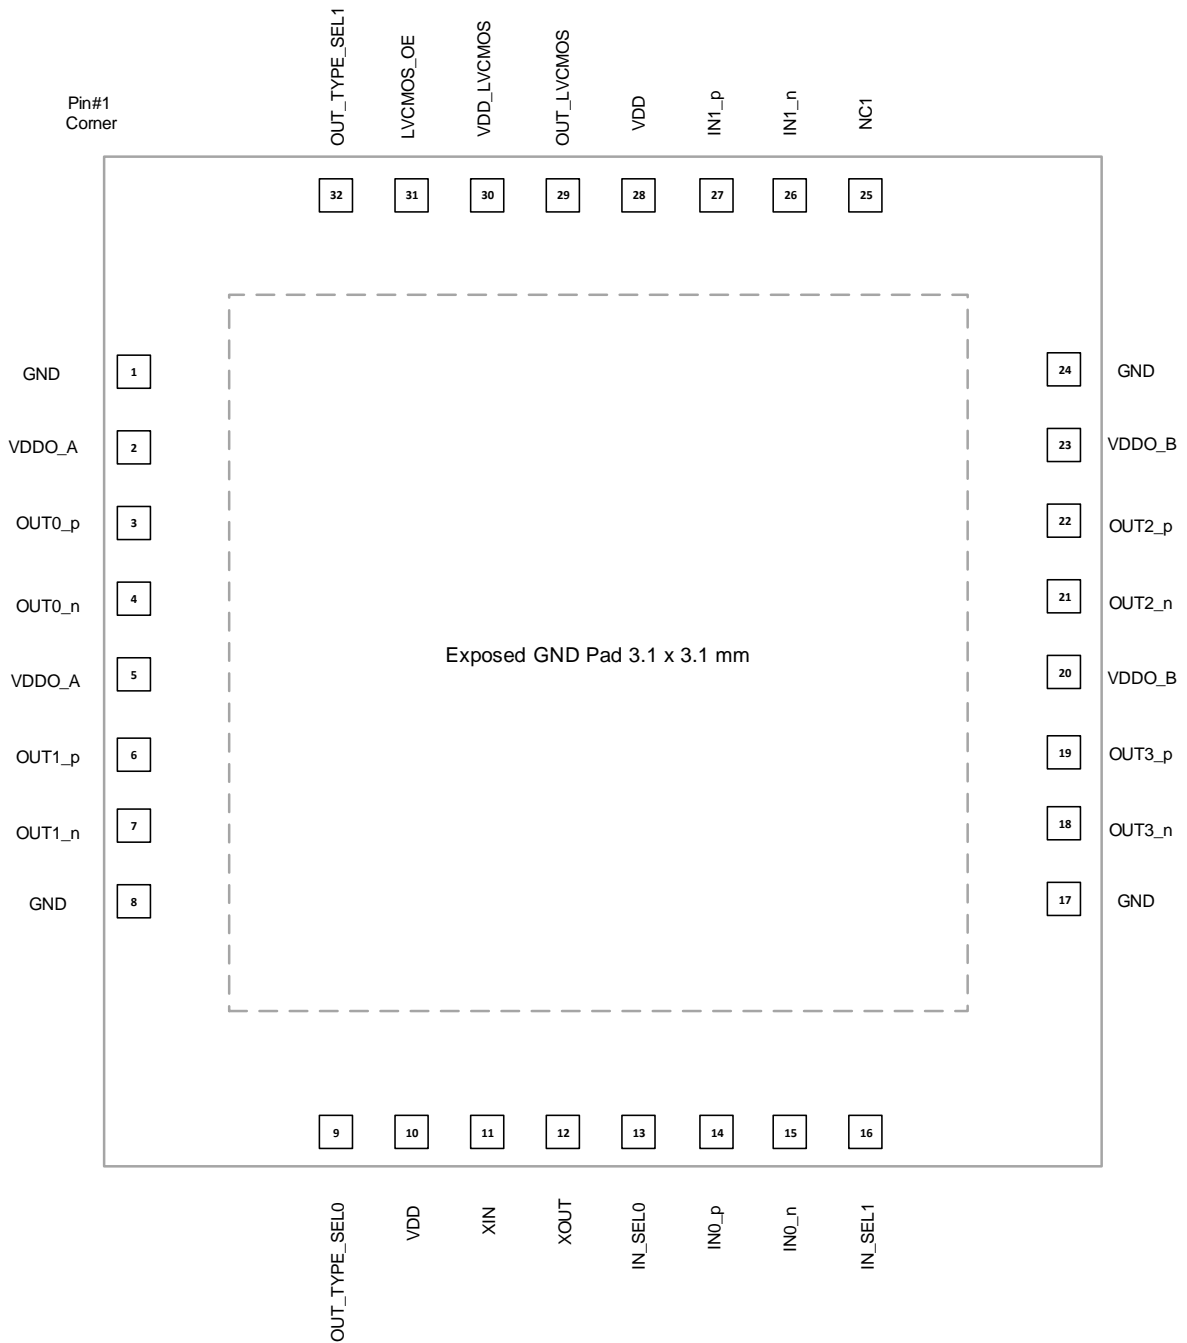 OUT_TYPE_SEL1
LVCMOS_OE
VDD_LVCMOS
OUT_LVCMOS
VDD
IN1_p
IN1_n
NC1
Pin#1
Corner
32
31
30
29
28
27
26
25
GND
1
24
GND
VDDO_A
2
23
VDDO_B
OUT0_p
3
22
OUT2_p
OUT0_n
4
21
OUT2_n
Exposed GND Pad 3.1 x 3.1 mm
VDDO_A
5
20
VDDO_B
OUT1_p
6
19
OUT3_p
OUT1_n
7
18
OUT3_n
GND
8
17
GND
9
10
11
12
13
14
15
16
OUT_TYPE_SEL0
VDD
XIN
XOUT
IN_SEL0
IN0_p
IN0_n
IN_SEL1